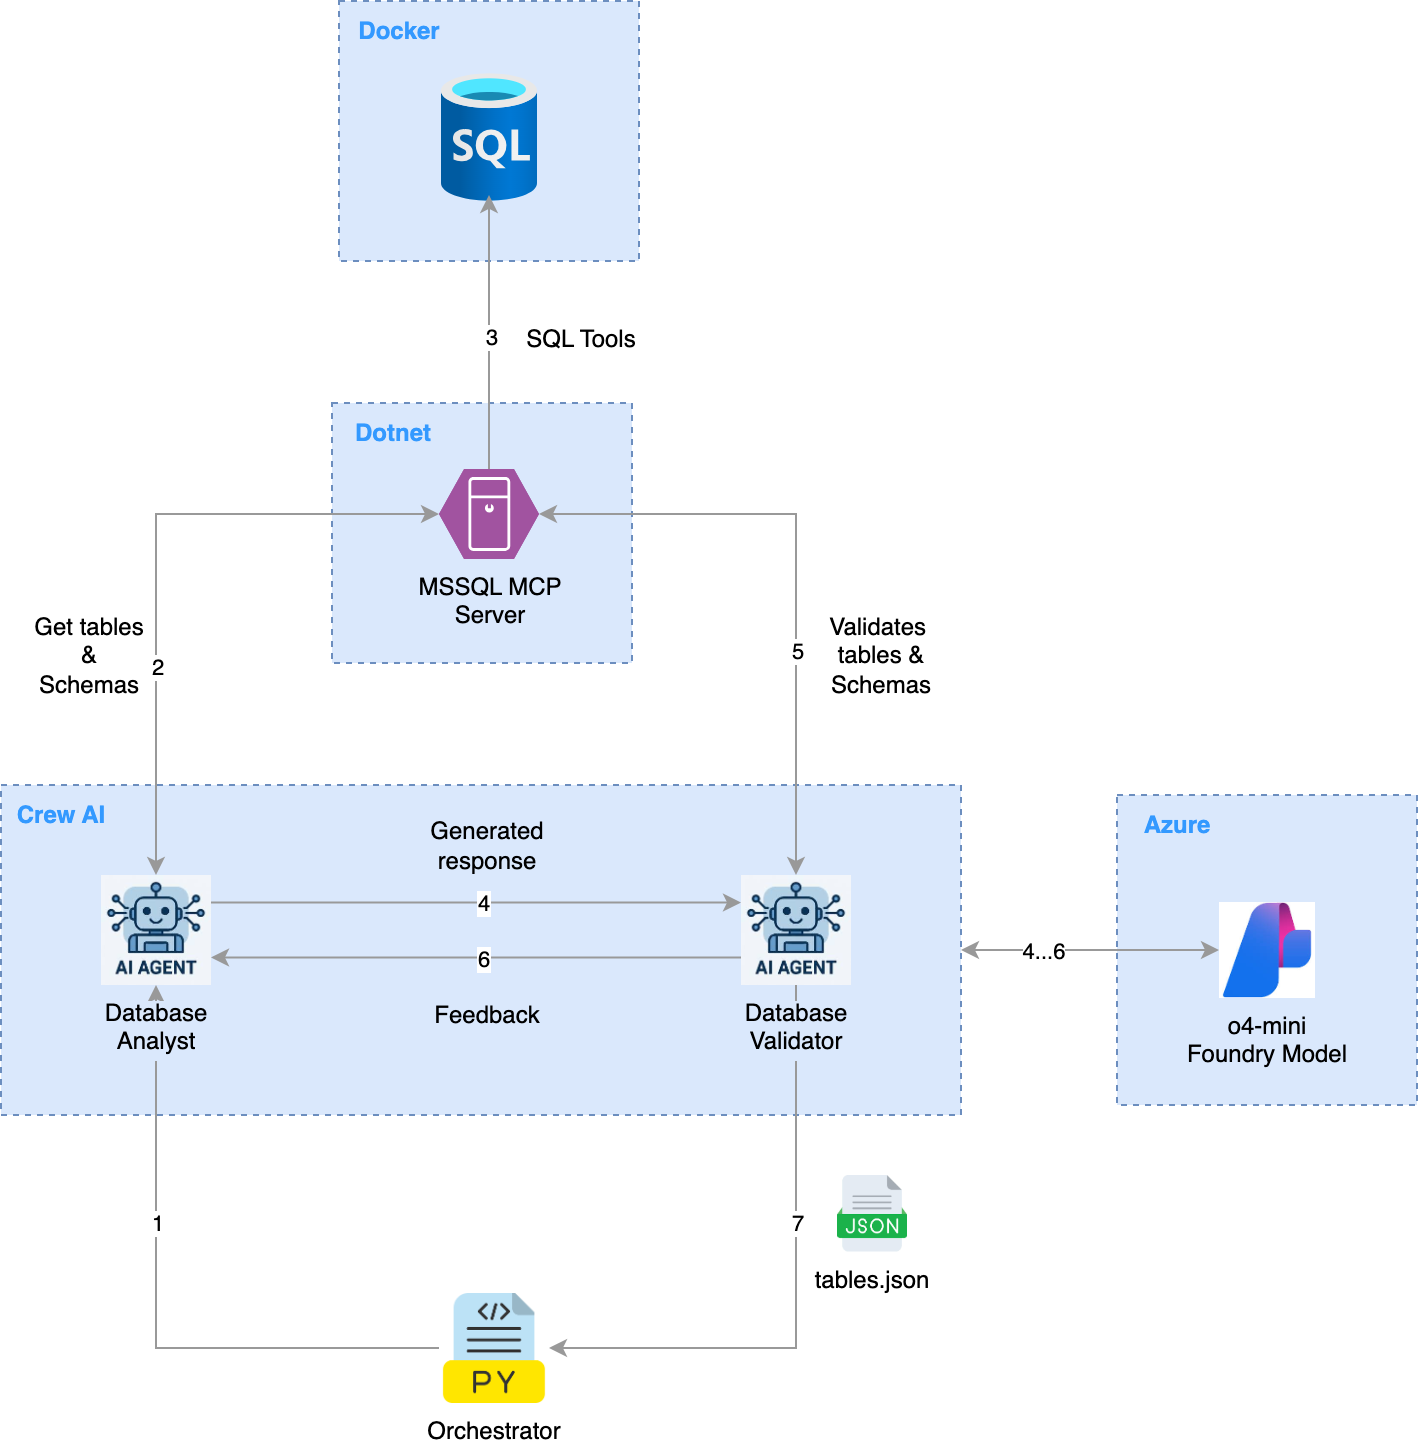 Docker
SQL
3
SQL Tools
Dotnet
MSSQL MCP
Server
Get tables
&
Schemas
2
Validates
tables &
Schemas
5
Crew AI
Generated
response
4
6
Feedback
AI AGENT
Database
Analyst
AI AGENT
Database
Validator
4...6
Azure
o4-mini
Foundry Model
1
7
JSON
tables.json
</>
PY
Orchestrator